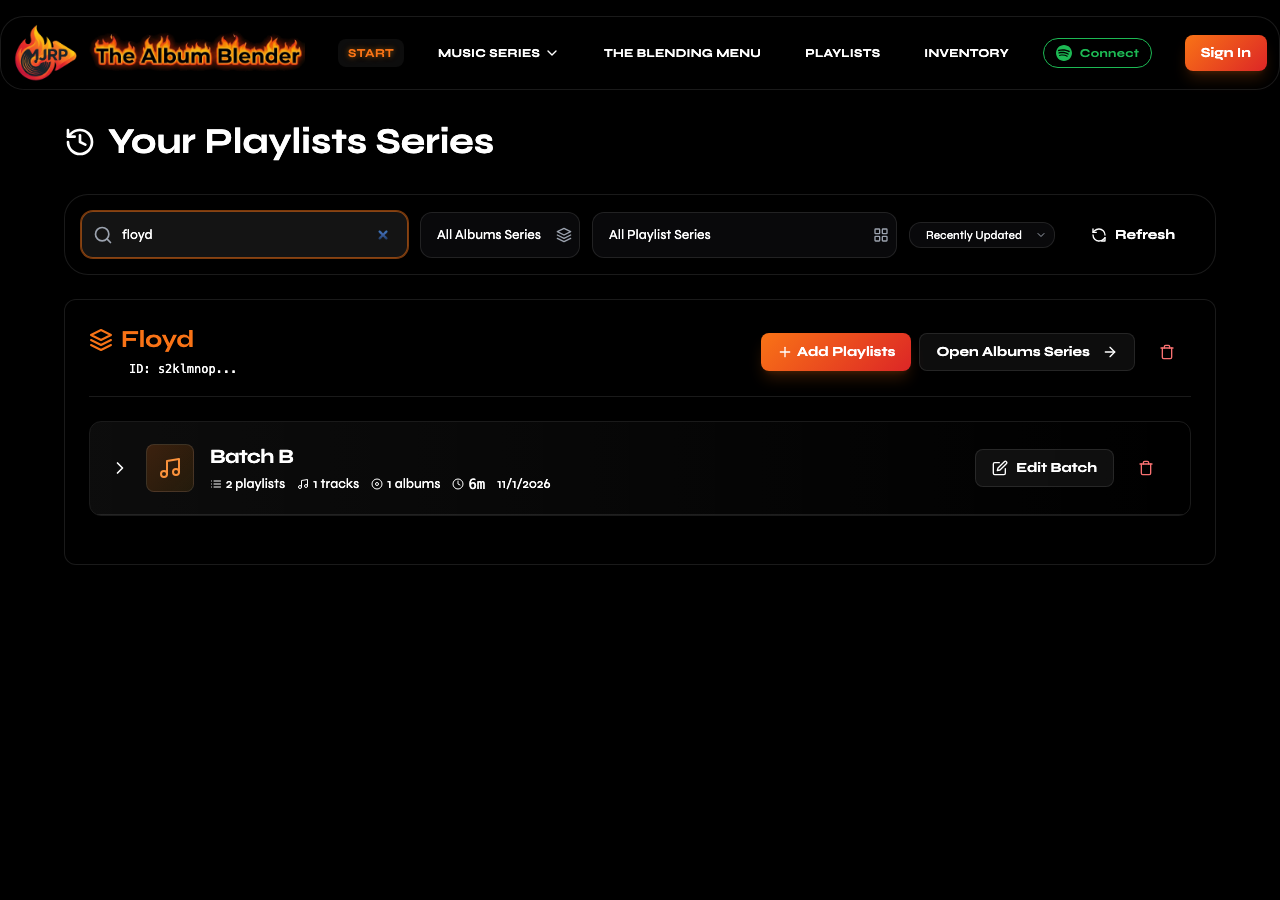 JRP The Album Blender START MUSIC SERIES THE BLENDING MENU PLAYLISTS INVENTORY Connect Sign In
Your Playlists Series
floyd All Albums Series All Playlist Series Recently Updated Refresh
Floyd
ID: s2klmnop...
Add Playlists Open Albums Series
Batch B
2 playlists 1 tracks 1 albums 6m 11/1/2026
Edit Batch